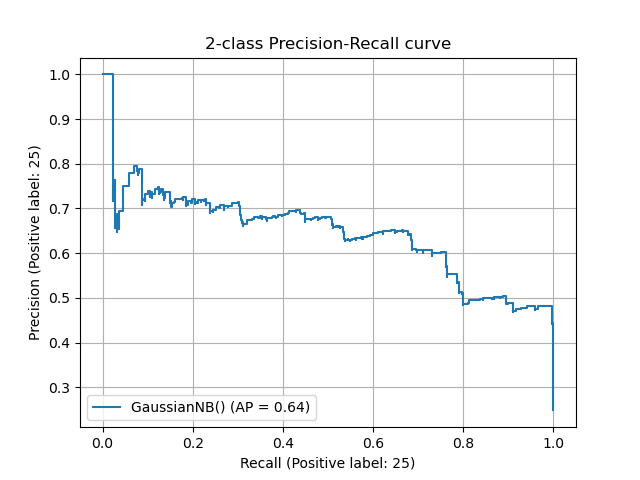 2-class Precision-Recall curve
1.0
0.9
0.8
0.7
0.6
0.5
0.4
0.3
Precision (Positive label: 25)
GaussianNB() (AP = 0.64)
0.0 0.2 0.4 0.6 0.8 1.0
Recall (Positive label: 25)